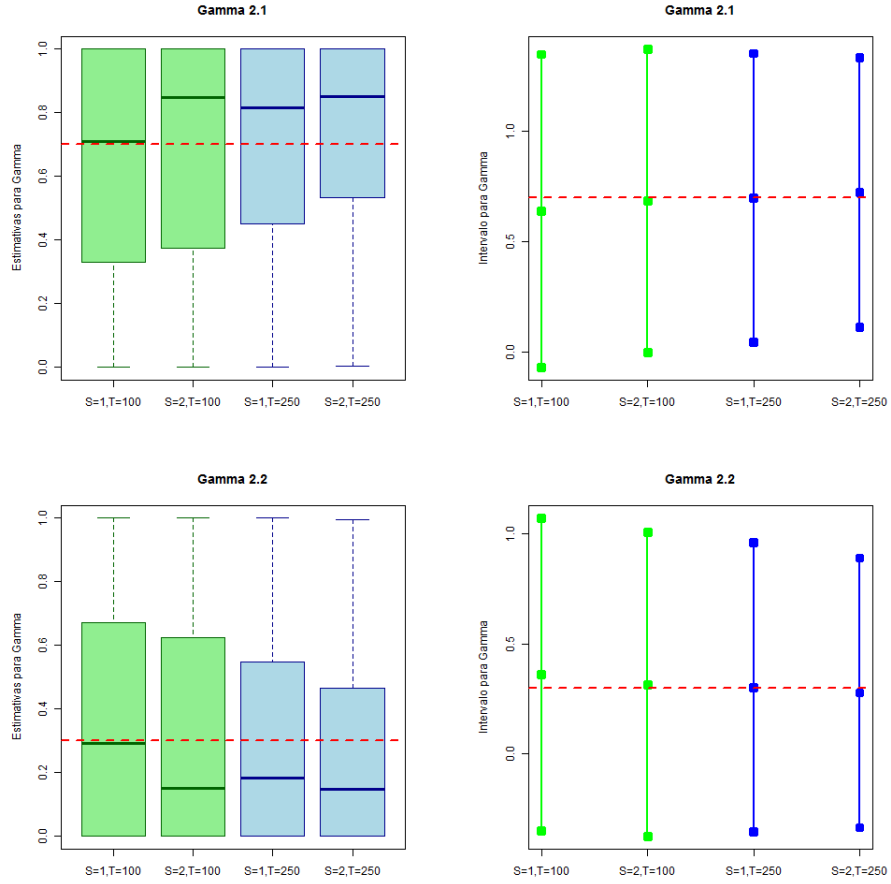 Gamma 2.1
Estimativas para Gamma
0.0 0.2 0.4 0.6 0.8 1.0
S=1,T=100 S=2,T=100 S=1,T=250 S=2,T=250
Gamma 2.1
Intervalo para Gamma
0.0 0.5 1.0
S=1,T=100 S=2,T=100 S=1,T=250 S=2,T=250
Gamma 2.2
Estimativas para Gamma
0.0 0.2 0.4 0.6 0.8 1.0
S=1,T=100 S=2,T=100 S=1,T=250 S=2,T=250
Gamma 2.2
Intervalo para Gamma
0.0 0.5 1.0
S=1,T=100 S=2,T=100 S=1,T=250 S=2,T=250